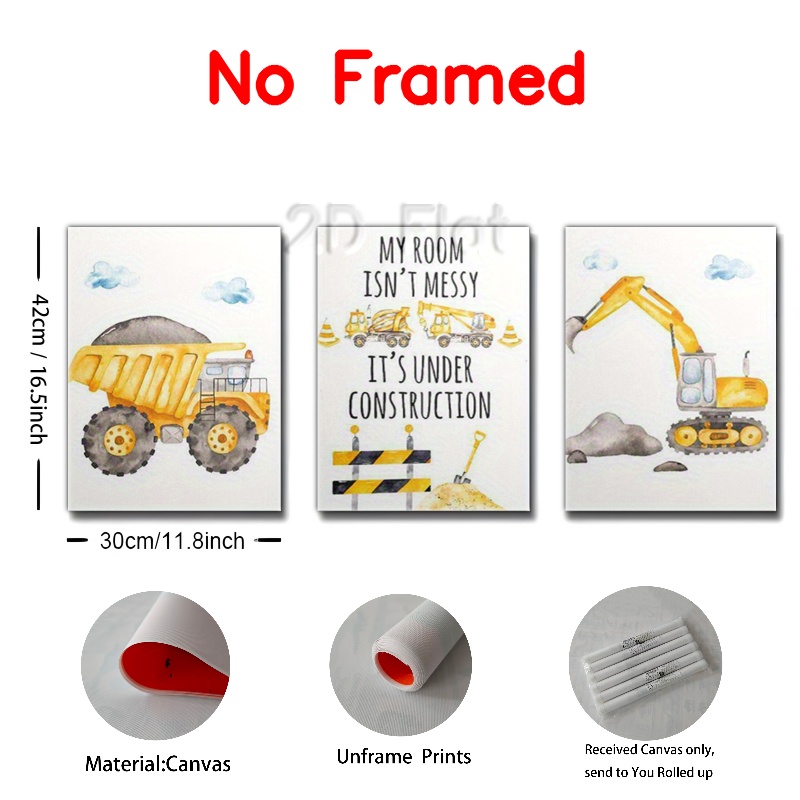 No Framed
2D Flat
MY ROOM
ISN'T MESSY
IT'S UNDER
CONSTRUCTION
42cm / 16.5inch
30cm/11.8inch
Material:Canvas
Unframe Prints
Received Canvas only,
send to You Rolled up